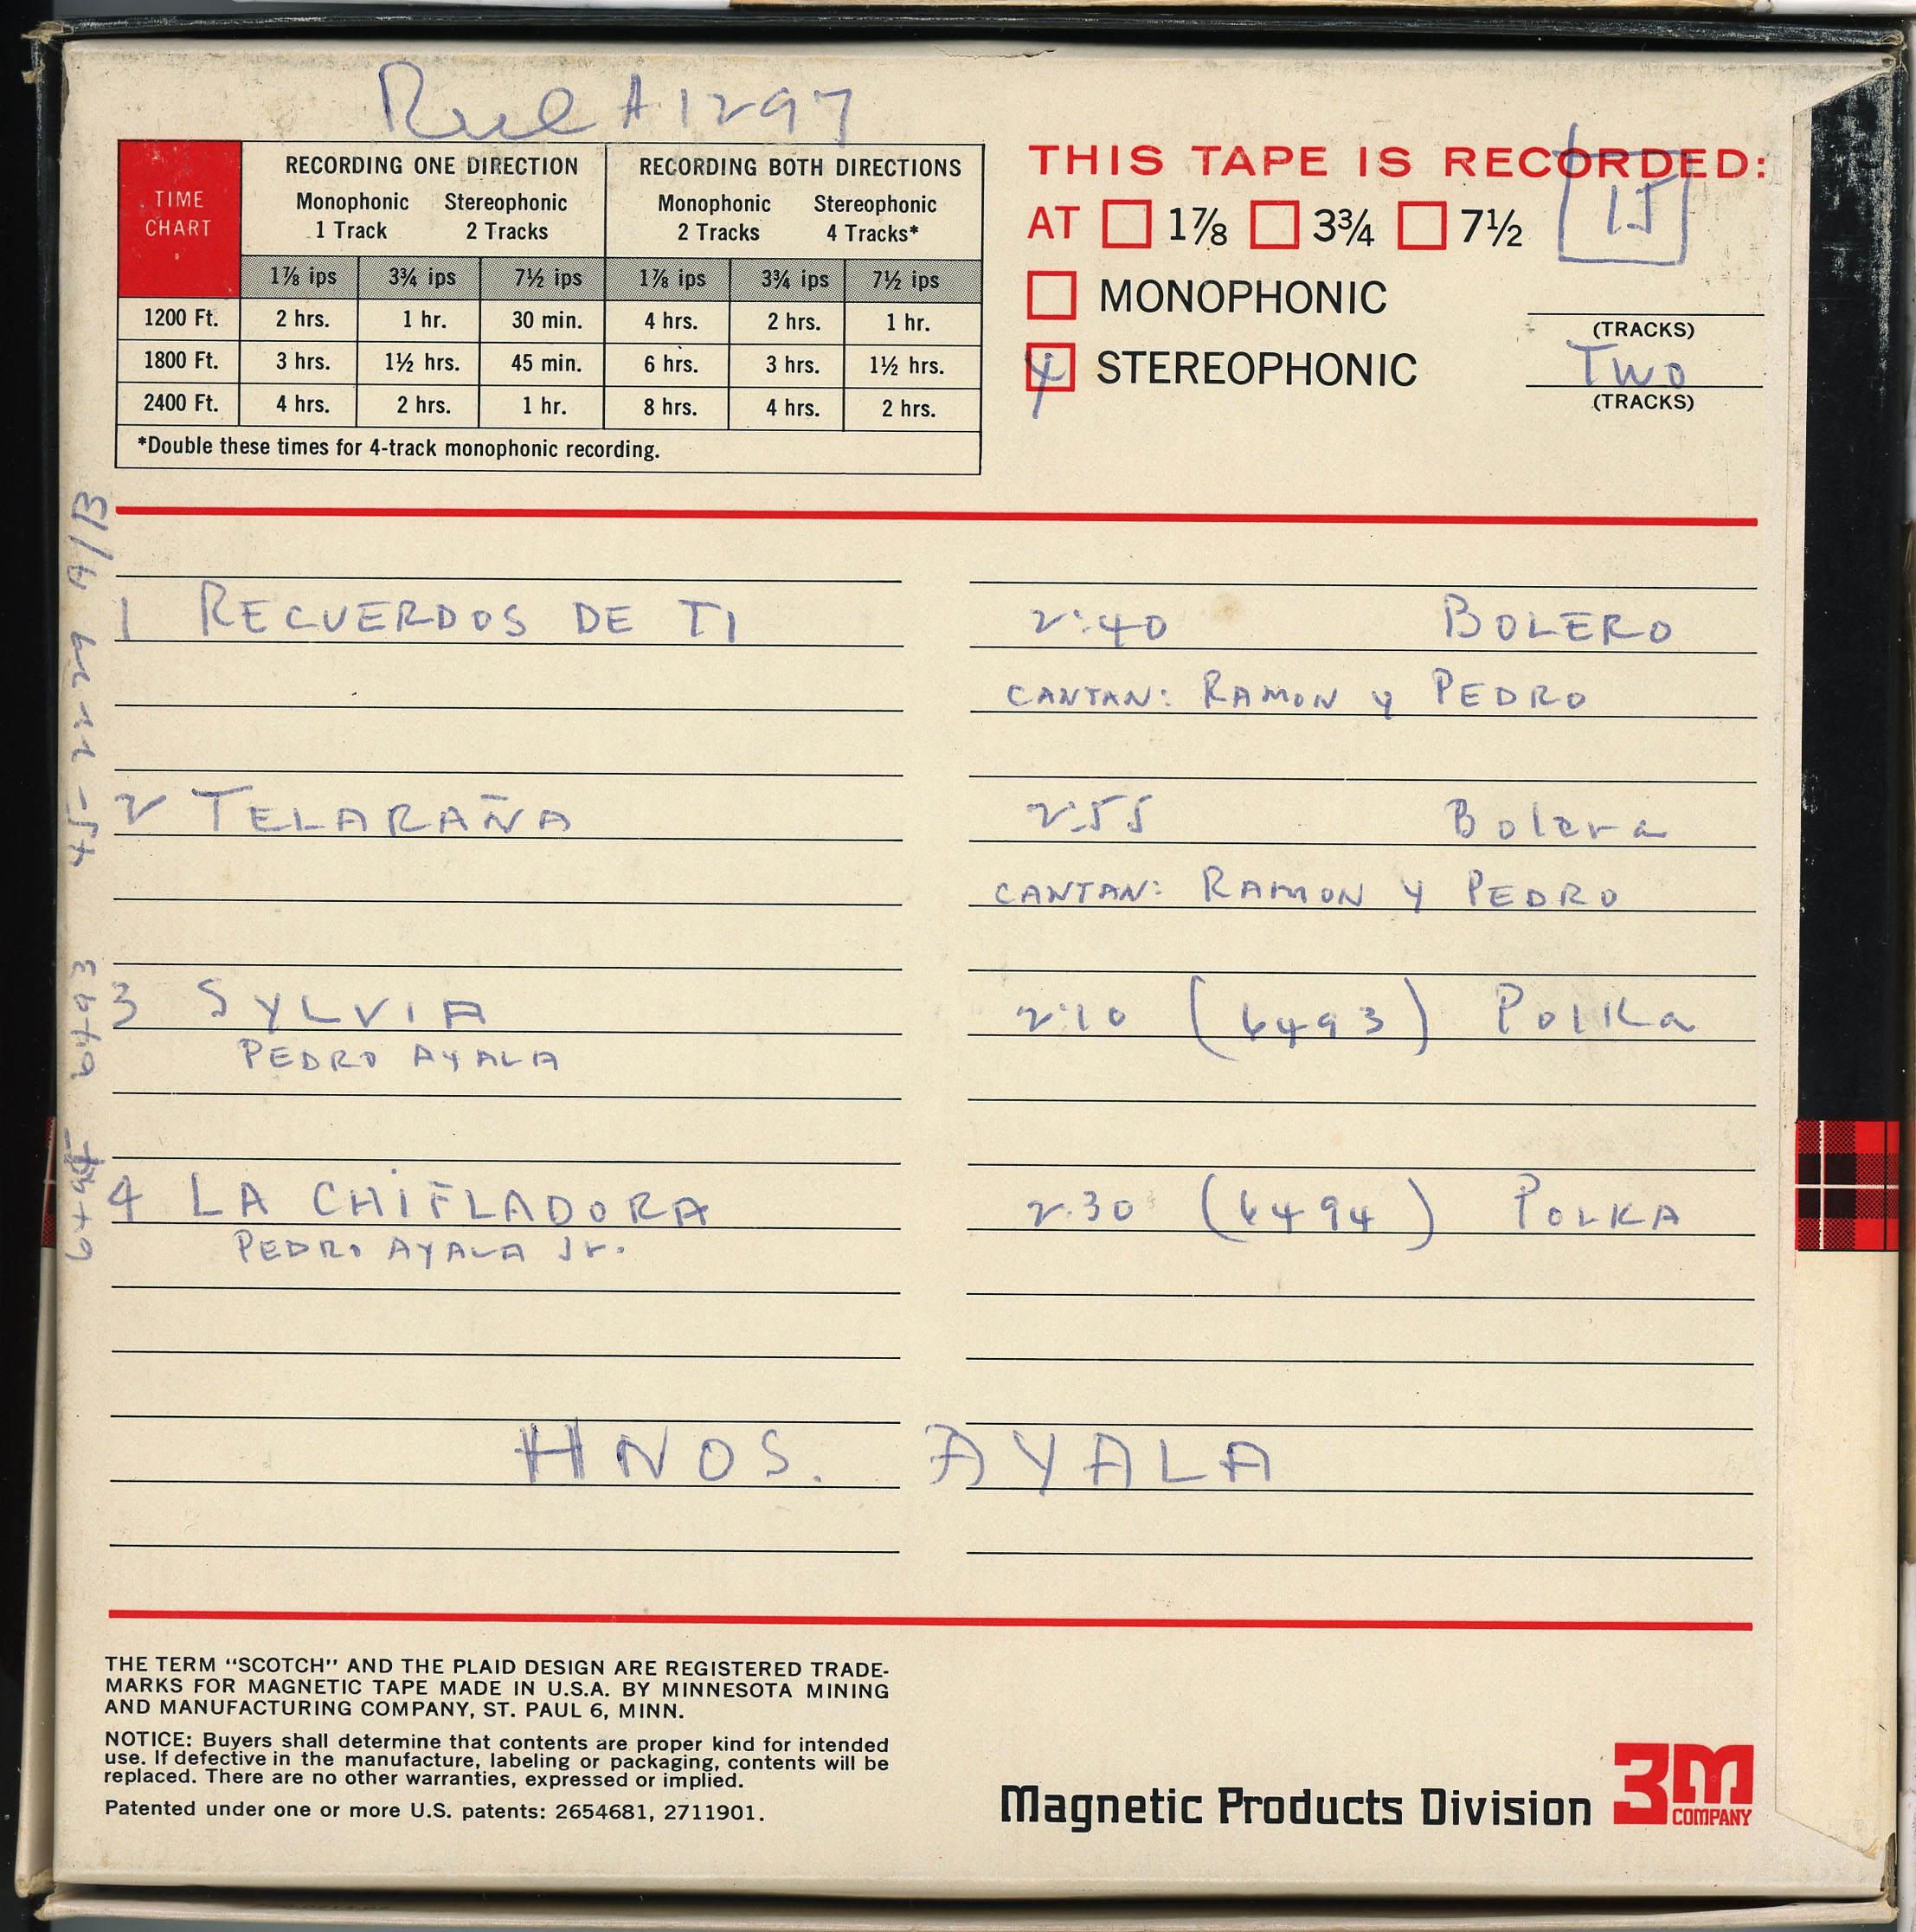 Reel #1297
TIME CHART
RECORDING ONE DIRECTION
RECORDING BOTH DIRECTIONS
Monophonic 1 Track
Stereophonic 2 Tracks
Monophonic 2 Tracks
Stereophonic 4 Tracks*
1⅞ ips 3¾ ips 7½ ips 1⅞ ips 3¾ ips 7½ ips
1200 Ft. 2 hrs. 1 hr. 30 min. 4 hrs. 2 hrs. 1 hr.
1800 Ft. 3 hrs. 1½ hrs. 45 min. 6 hrs. 3 hrs. 1½ hrs.
2400 Ft. 4 hrs. 2 hrs. 1 hr. 8 hrs. 4 hrs. 2 hrs.
*Double these times for 4-track monophonic recording.
THIS TAPE IS RECORDED:
AT 1⅞ 3¾ 7½ 15
MONOPHONIC
(TRACKS)
STEREOPHONIC Two
(TRACKS)
45-2229 A/B
6493
1 RECUERDOS DE TI 2:40 BOLERO
CANTAN: RAMON y PEDRO
2 TELARAÑA 2:55 Bolero
CANTAN: RAMON Y PEDRO
3 SYLVIA 2:10 (6493) POLKa
PEDRO AYALA
4 LA CHIFLADORA 2:30 (6494) POLKA
PEDRO AYALA Jr.
HNOS. AYALA
THE TERM "SCOTCH" AND THE PLAID DESIGN ARE REGISTERED TRADE-
MARKS FOR MAGNETIC TAPE MADE IN U.S.A. BY MINNESOTA MINING
AND MANUFACTURING COMPANY, ST. PAUL 6, MINN.
NOTICE: Buyers shall determine that contents are proper kind for intended
use. If defective in the manufacture, labeling or packaging, contents will be
replaced. There are no other warranties, expressed or implied.
Patented under one or more U.S. patents: 2654681, 2711901.
Magnetic Products Division 3M COMPANY